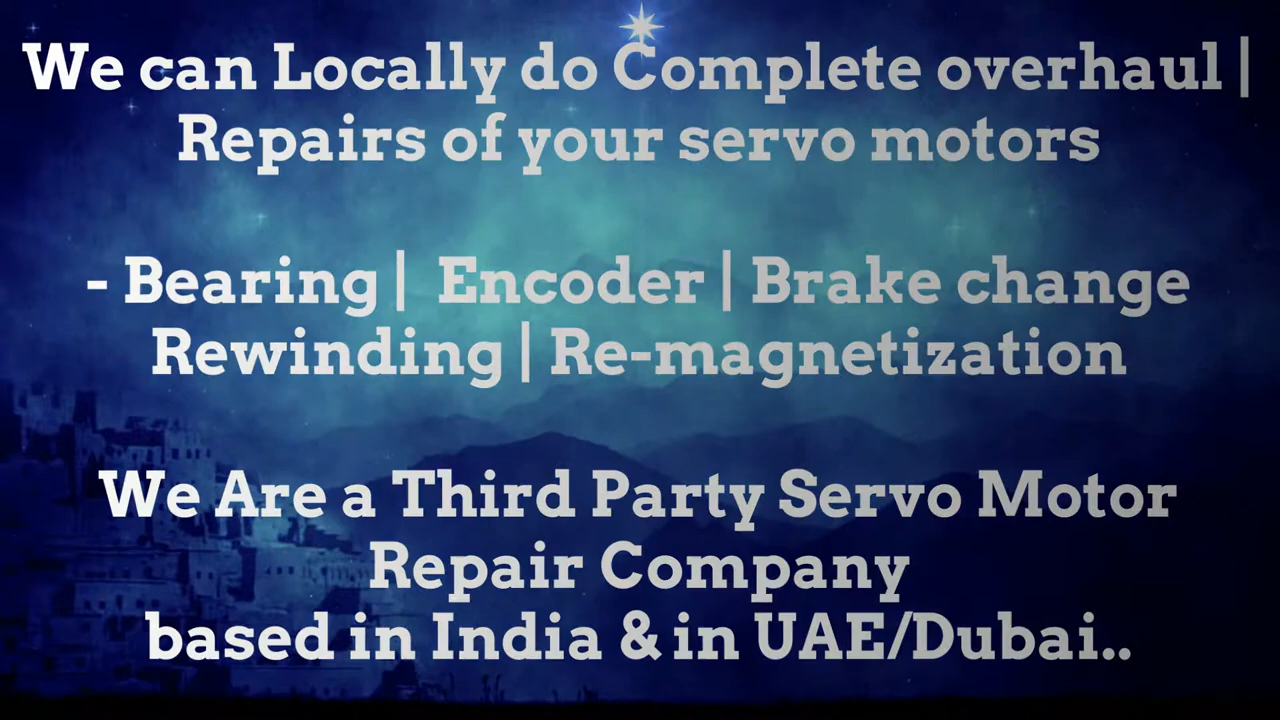 We can Locally do Complete overhaul |
Repairs of your servo motors
- Bearing | Encoder | Brake change
Rewinding | Re-magnetization
We Are a Third Party Servo Motor
Repair Company
based in India & in UAE/Dubai..